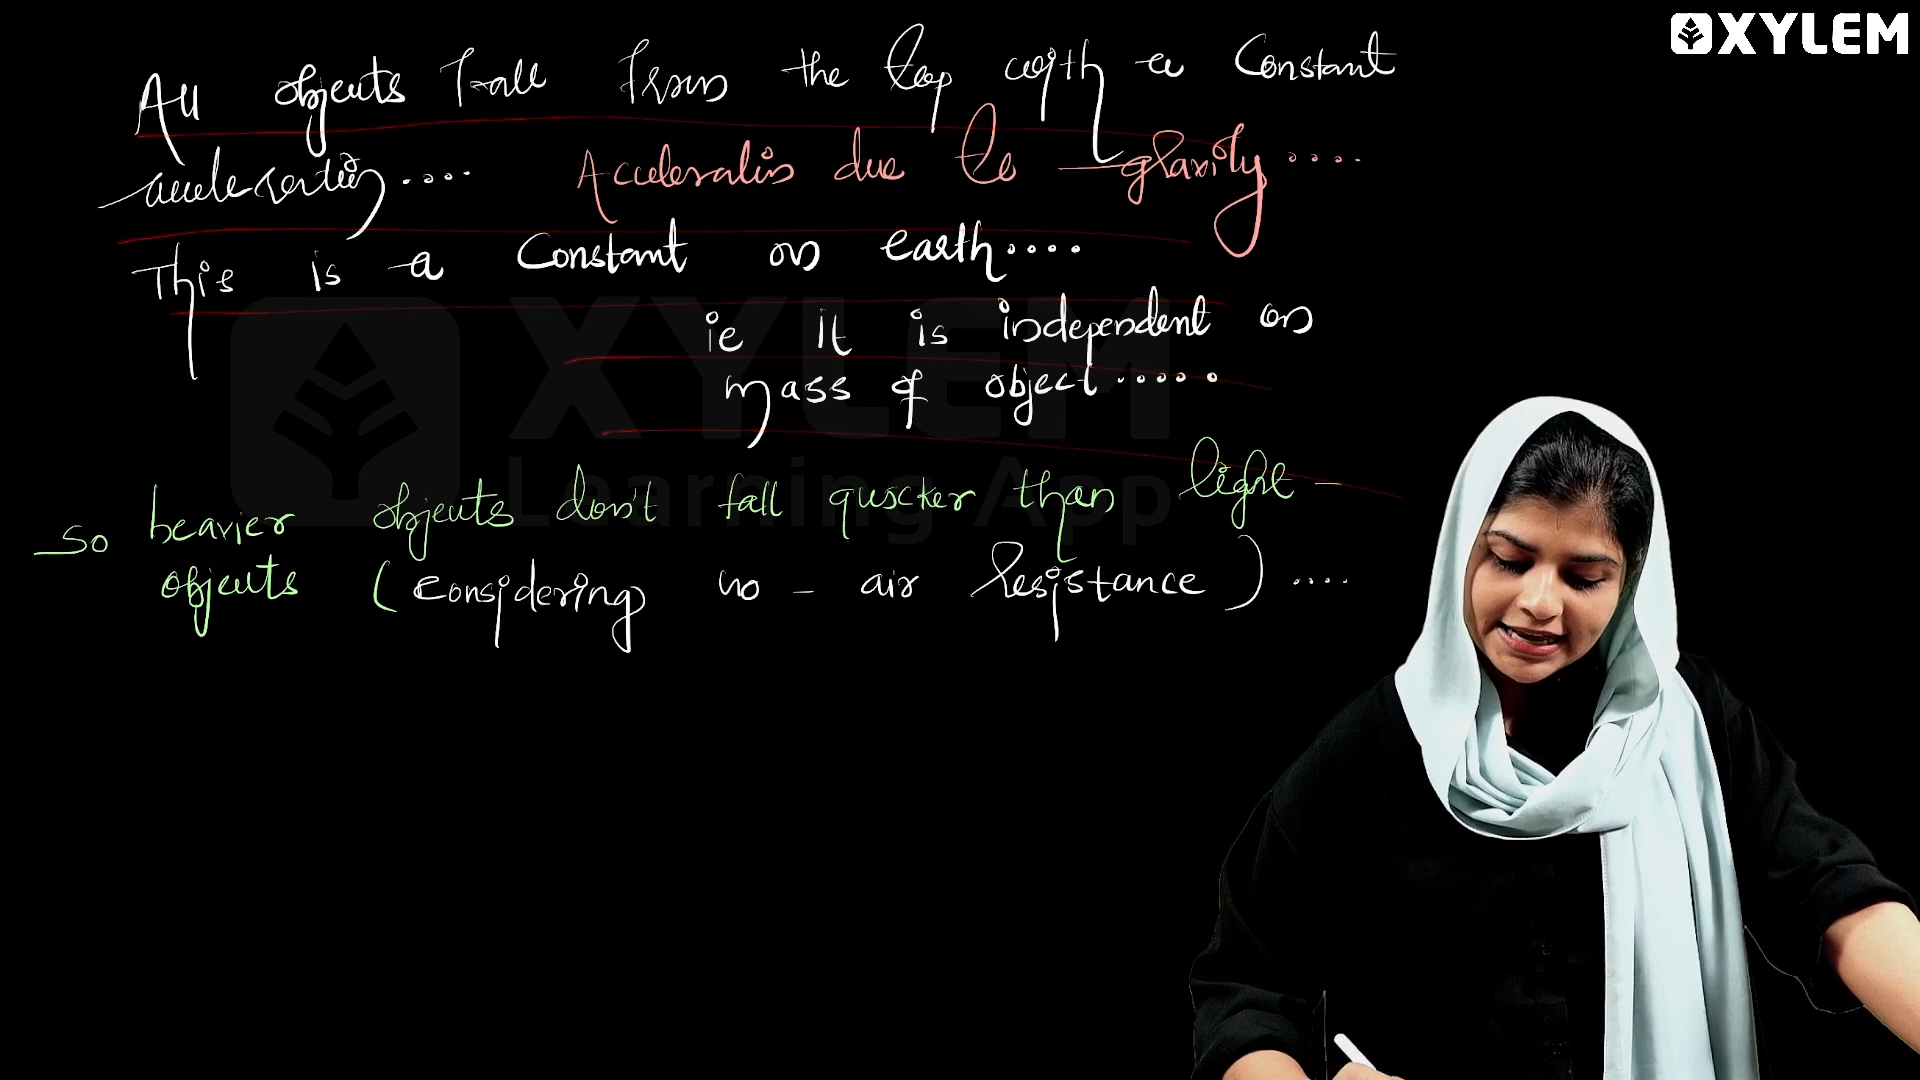 XYLEM
All objects fall from the top with a constant
acceleration.... Acceleration due to gravity....
This is a constant on earth....
ie it is independent on
mass of object.....
So heavier objects don't fall quicker than light-
objects (considering no - air resistance)....
XYLEM
Learning App